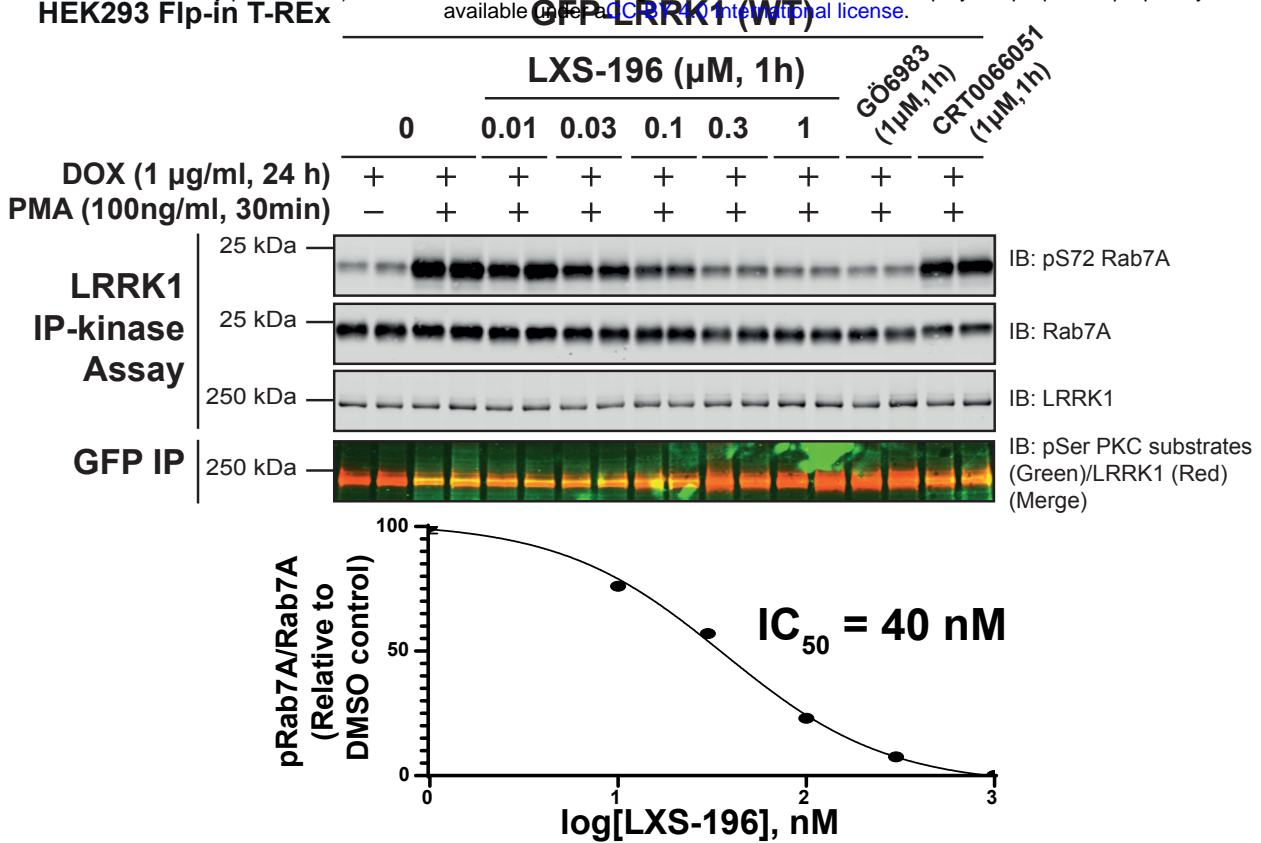 HEK293 Flp-in T-REx
GFP-LRRK1 (WT)
available under aCC-BY 4.0 International license.
LXS-196 (µM, 1h)
GÖ6983
(1µM,1h)
CRT0066051
(1µM,1h)
0 0.01 0.03 0.1 0.3 1
DOX (1 µg/ml, 24 h) + + + + + + + + +
PMA (100ng/ml, 30min) − + + + + + + + +
LRRK1
IP-kinase
Assay
25 kDa
IB: pS72 Rab7A
25 kDa
IB: Rab7A
250 kDa
IB: LRRK1
GFP IP
250 kDa
IB: pSer PKC substrates
(Green)/LRRK1 (Red)
(Merge)
pRab7A/Rab7A
(Relative to
DMSO control)
100
50
0
IC50 = 40 nM
0 1 2 3
log[LXS-196], nM